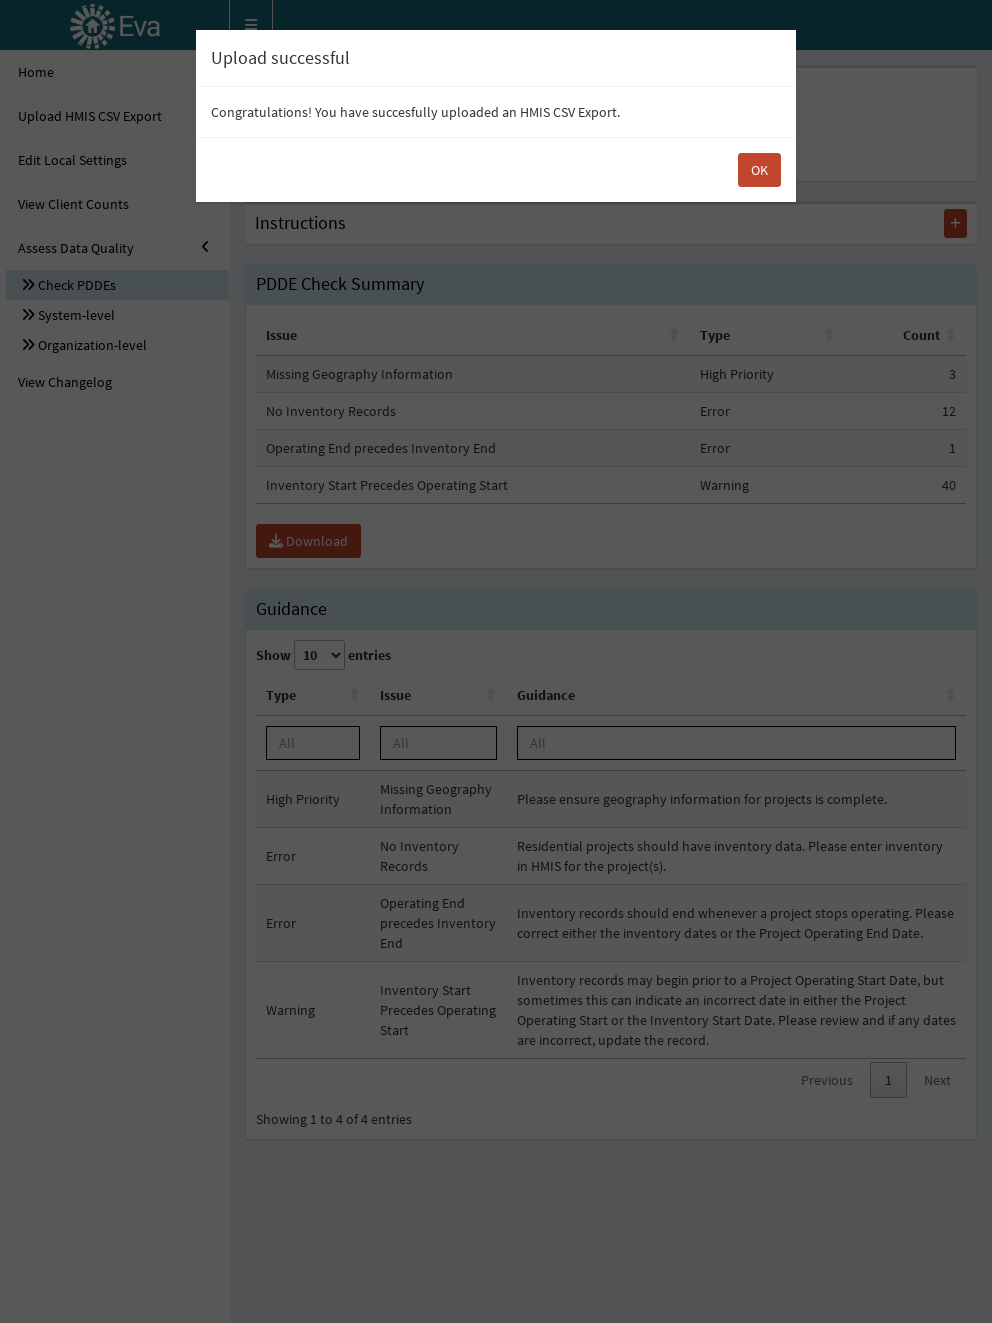 Eva
Upload successful
Congratulations! You have succesfully uploaded an HMIS CSV Export.
OK
Home
Upload HMIS CSV Export
Edit Local Settings
View Client Counts
Assess Data Quality
Check PDDEs
System-level
Organization-level
View Changelog
Instructions
PDDE Check Summary
Issue Type Count
Missing Geography Information High Priority 3
No Inventory Records Error 12
Operating End precedes Inventory End Error 1
Inventory Start Precedes Operating Start Warning 40
Download
Guidance
Show 10 entries
Type Issue Guidance
All All All
High Priority
Missing Geography
Information
Please ensure geography information for projects is complete.
Error
No Inventory
Records
Residential projects should have inventory data. Please enter inventory
in HMIS for the project(s).
Error
Operating End
precedes Inventory
End
Inventory records should end whenever a project stops operating. Please
correct either the inventory dates or the Project Operating End Date.
Warning
Inventory Start
Precedes Operating
Start
Inventory records may begin prior to a Project Operating Start Date, but
sometimes this can indicate an incorrect date in either the Project
Operating Start or the Inventory Start Date. Please review and if any dates
are incorrect, update the record.
Previous 1 Next
Showing 1 to 4 of 4 entries